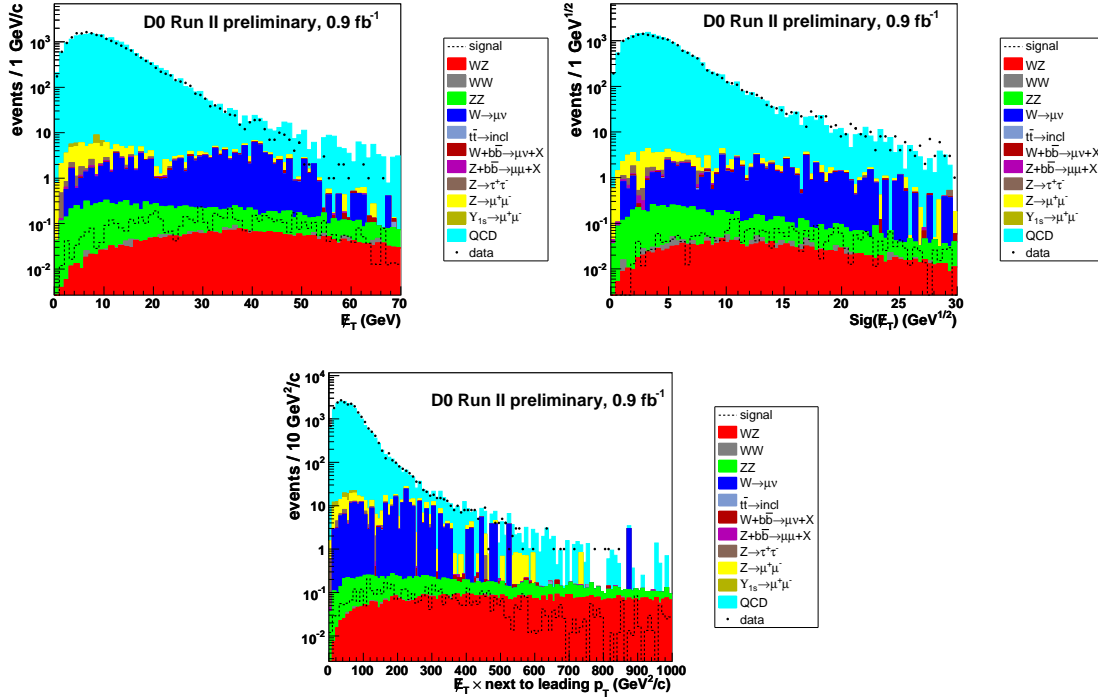 events / 1 GeV/c
10³
10²
10
1
10⁻¹
10⁻²
D0 Run II preliminary, 0.9 fb⁻¹
0 10 20 30 40 50 60 70
E̸_T (GeV)
signal
WZ
WW
ZZ
W→μν
tt̄→incl
W+bb̄→μν+X
Z+bb̄→μμ+X
Z→τ⁺τ⁻
Z→μ⁺μ⁻
Υ₁ₛ→μ⁺μ⁻
QCD
data
events / 1 GeV^{1/2}
10³
10²
10
1
10⁻¹
10⁻²
D0 Run II preliminary, 0.9 fb⁻¹
0 5 10 15 20 25 30
Sig(E̸_T) (GeV^{1/2})
signal
WZ
WW
ZZ
W→μν
tt̄→incl
W+bb̄→μν+X
Z+bb̄→μμ+X
Z→τ⁺τ⁻
Z→μ⁺μ⁻
Υ₁ₛ→μ⁺μ⁻
QCD
data
events / 10 GeV²/c
10⁴
10³
10²
10
1
10⁻¹
10⁻²
D0 Run II preliminary, 0.9 fb⁻¹
0 100 200 300 400 500 600 700 800 900 1000
E̸_T × next to leading p_T (GeV²/c)
signal
WZ
WW
ZZ
W→μν
tt̄→incl
W+bb̄→μν+X
Z+bb̄→μμ+X
Z→τ⁺τ⁻
Z→μ⁺μ⁻
Υ₁ₛ→μ⁺μ⁻
QCD
data